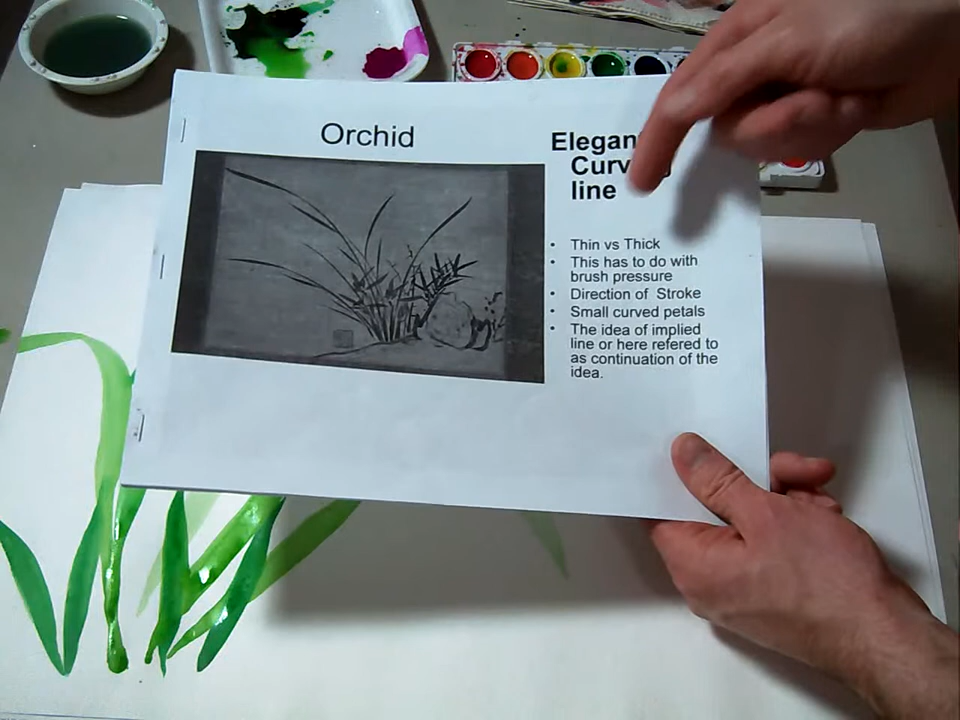 Orchid
Elegan
Curv
line
• Thin vs Thick
• This has to do with
brush pressure
• Direction of Stroke
• Small curved petals
• The idea of implied
line or here refered to
as continuation of the
idea.